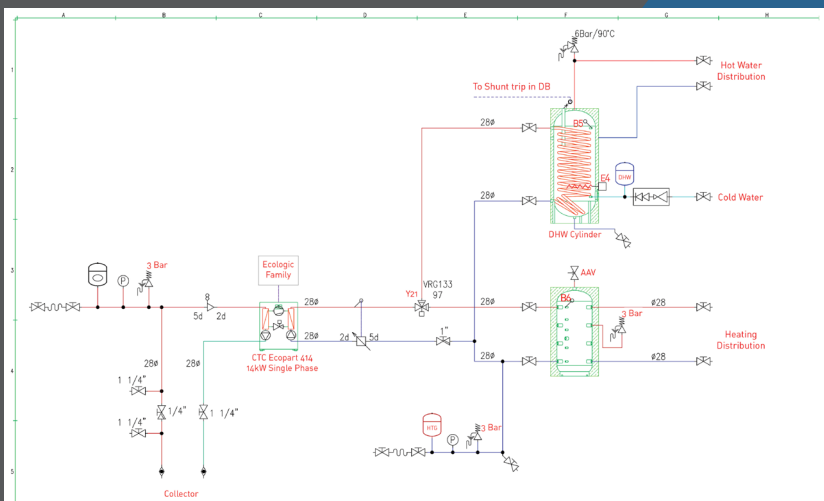 A B C D E F G H
1
6Bar/90°C
Hot Water
Distribution
To Shunt trip in DB
28ø
B5
2
E4
DHW
28ø
Cold Water
DHW Cylinder
3
3 Bar
Ecologic
Family
AAV
P
VRG133
97
Y21
B6
8
5d 2d
28ø
28ø
ø28
3 Bar
28ø
2d 5d
1"
Heating
Distribution
CTC Ecopart 414
14kW Single Phase
28ø
ø28
4
28ø 28ø
1 1/4"
1/4"
1 1/4"
1 1/4"
HTG
P
3 Bar
5
Collector